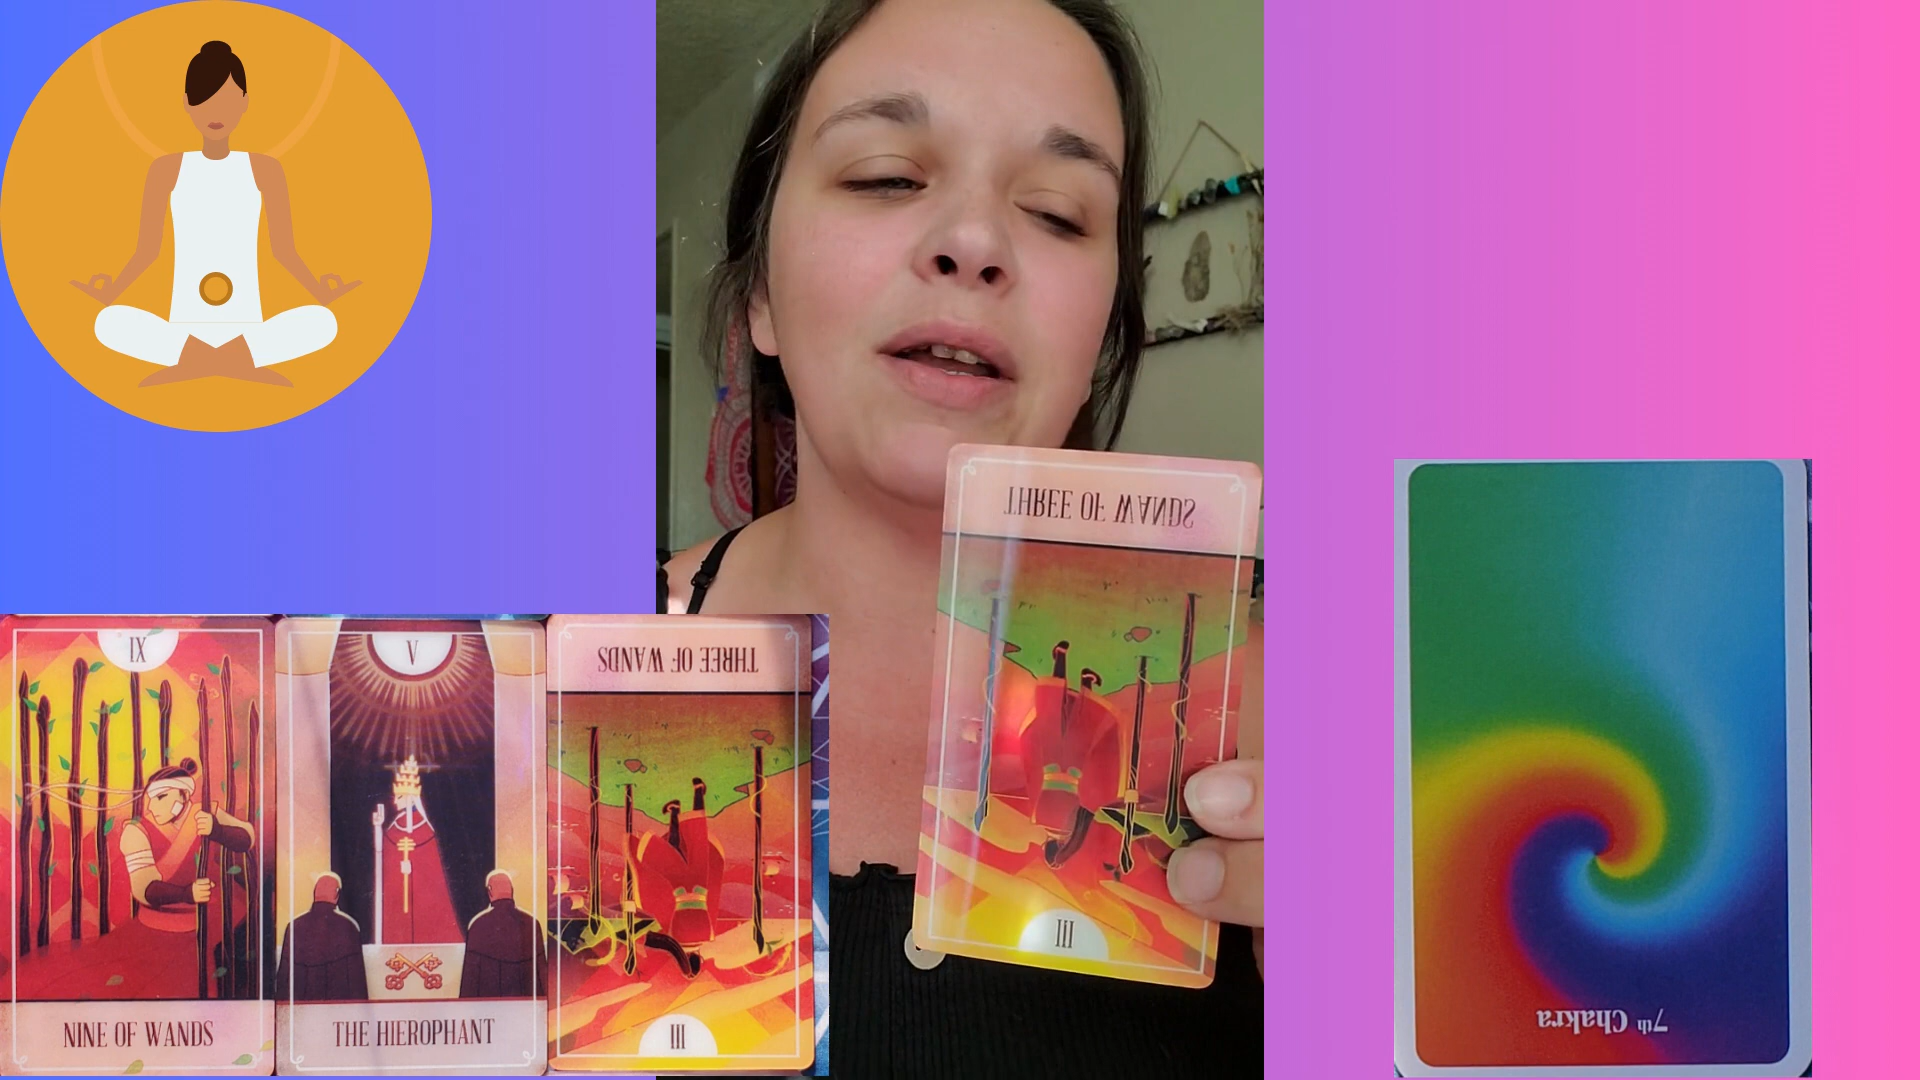 THREE OF WANDS
III
IX
V
THREE OF WANDS
NINE OF WANDS
THE HIEROPHANT
III
7th Chakra